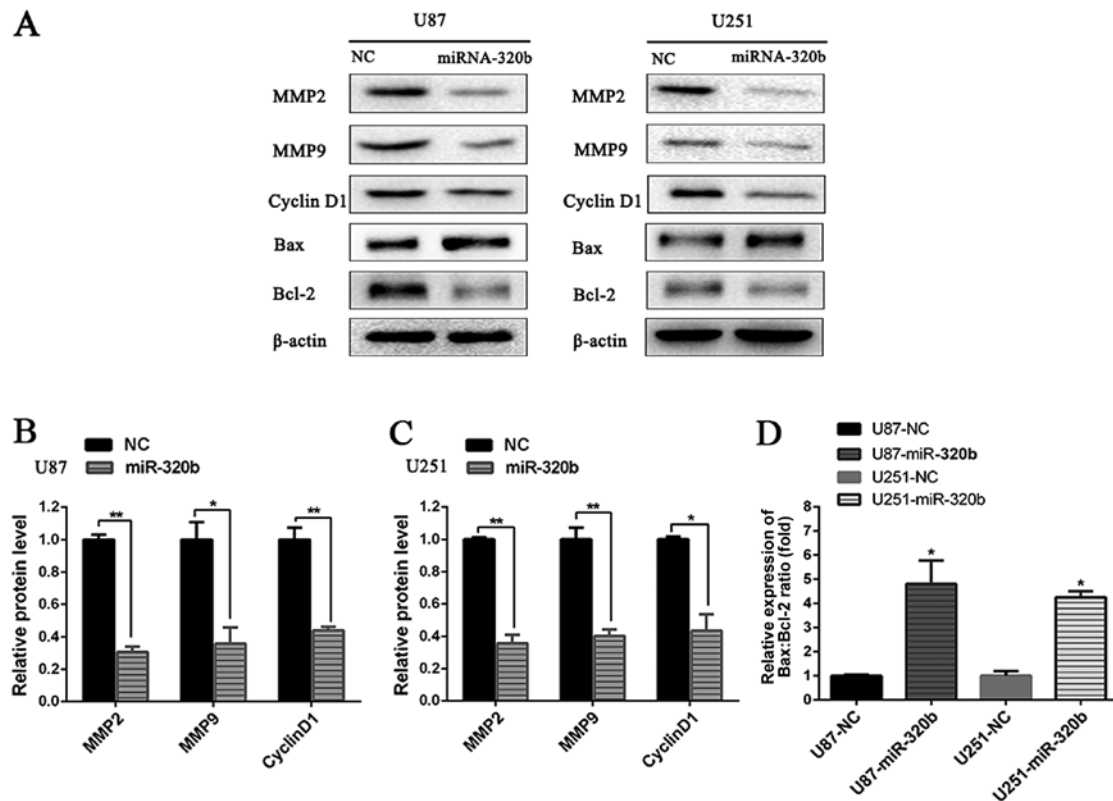 A
U87
U251
NC miRNA-320b
NC miRNA-320b
MMP2
MMP9
Cyclin D1
Bax
Bcl-2
β-actin
MMP2
MMP9
Cyclin D1
Bax
Bcl-2
β-actin
B
NC
miR-320b
U87
Relative protein level
1.2
1.0
0.8
0.6
0.4
0.2
0.0
**
*
**
MMP2
MMP9
CyclinD1
C
NC
miR-320b
U251
Relative protein level
1.2
1.0
0.8
0.6
0.4
0.2
0.0
**
**
*
MMP2
MMP9
CyclinD1
D
U87-NC
U87-miR-320b
U251-NC
U251-miR-320b
Relative expression of
Bax:Bcl-2 ratio (fold)
8
7
6
5
4
3
2
1
0
*
*
U87-NC
U87-miR-320b
U251-NC
U251-miR-320b